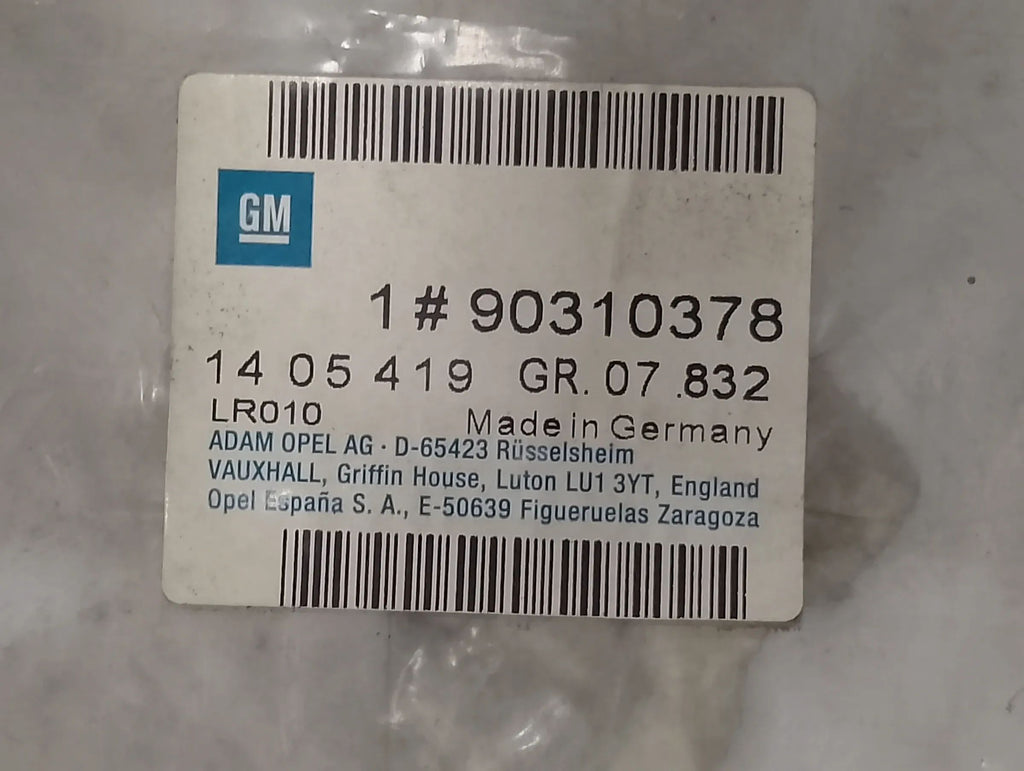 GM
1 # 90310378
14 05 419 GR. 07 .832
LR010 Made in Germany
ADAM OPEL AG · D-65423 Rüsselsheim
VAUXHALL, Griffin House, Luton LU1 3YT, England
Opel España S. A., E-50639 Figueruelas Zaragoza